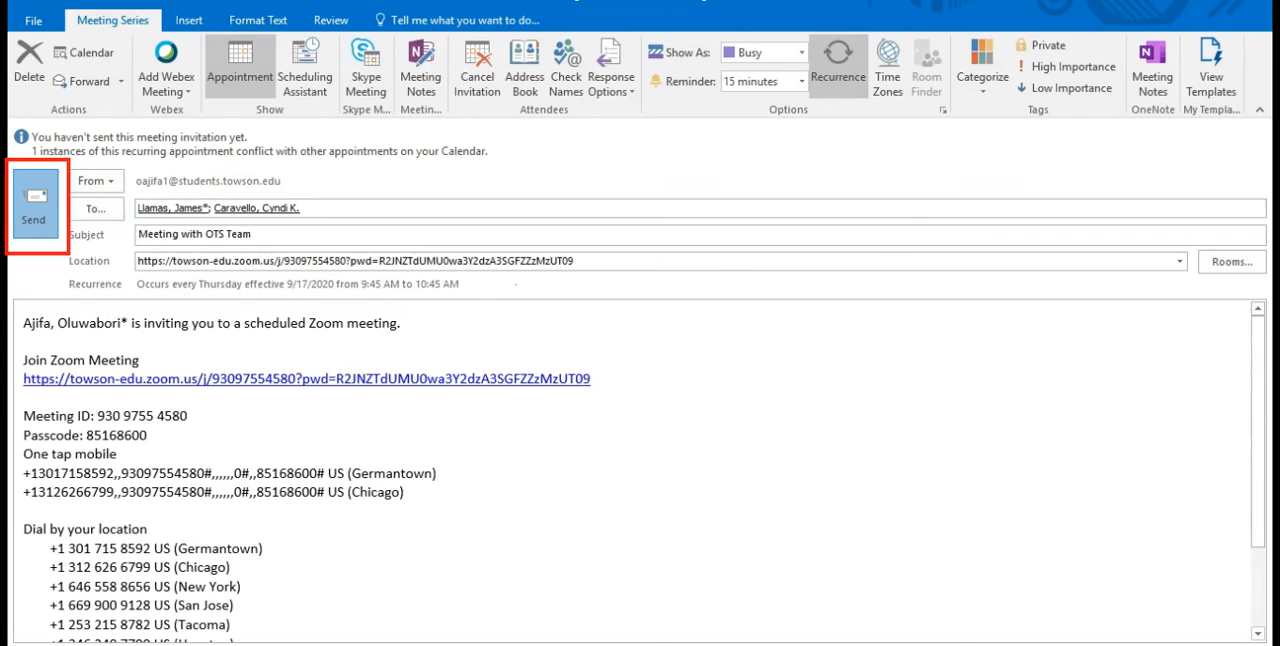 File Meeting Series Insert Format Text Review Tell me what you want to do...
Delete Calendar Forward Actions
Add Webex Meeting Webex
Appointment Scheduling Assistant Show
Skype Meeting Skype M...
Meeting Notes Meetin...
Cancel Invitation Address Book Check Names Response Options Attendees
Show As: Busy Reminder: 15 minutes Recurrence Time Zones Room Finder Options
Categorize Private High Importance Low Importance Tags
Meeting Notes OneNote
View Templates My Templa...
You haven't sent this meeting invitation yet.
1 instances of this recurring appointment conflict with other appointments on your Calendar.
Send
From oajifa1@students.towson.edu
To... Llamas, James*; Caravello, Cyndi K.
Subject Meeting with OTS Team
Location https://towson-edu.zoom.us/j/93097554580?pwd=R2JNZTdUMU0wa3Y2dzA3SGFZZzMzUT09 Rooms...
Recurrence Occurs every Thursday effective 9/17/2020 from 9:45 AM to 10:45 AM
Ajifa, Oluwabori* is inviting you to a scheduled Zoom meeting.
Join Zoom Meeting
https://towson-edu.zoom.us/j/93097554580?pwd=R2JNZTdUMU0wa3Y2dzA3SGFZZzMzUT09
Meeting ID: 930 9755 4580
Passcode: 85168600
One tap mobile
+13017158592,,93097554580#,,,,,,0#,,85168600# US (Germantown)
+13126266799,,93097554580#,,,,,,0#,,85168600# US (Chicago)
Dial by your location
+1 301 715 8592 US (Germantown)
+1 312 626 6799 US (Chicago)
+1 646 558 8656 US (New York)
+1 669 900 9128 US (San Jose)
+1 253 215 8782 US (Tacoma)